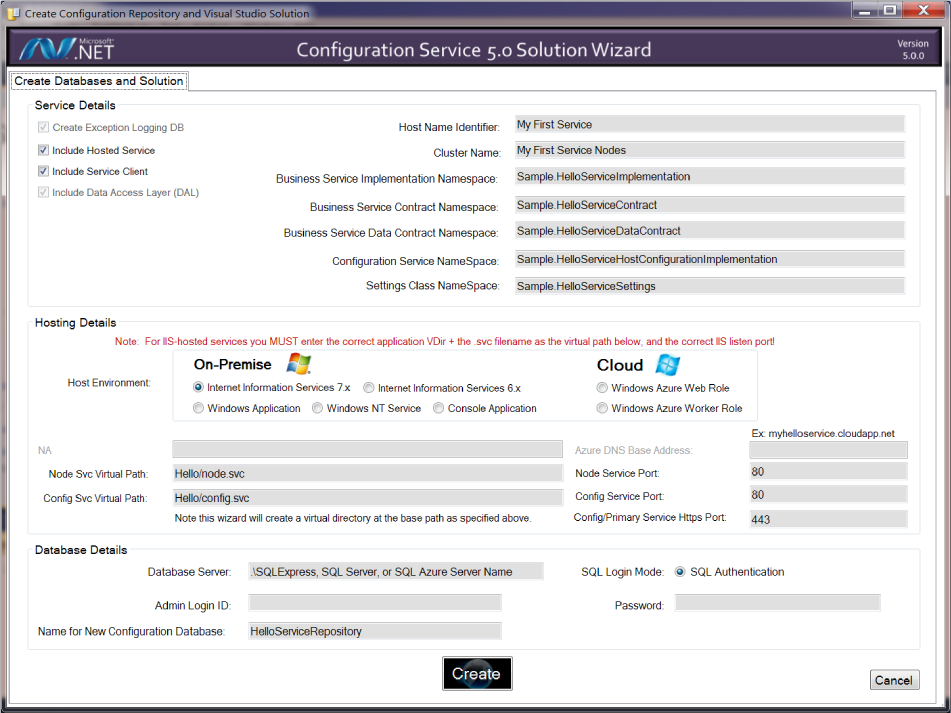 Create Configuration Repository and Visual Studio Solution
Microsoft®
.NET
Configuration Service 5.0 Solution Wizard
Version
5.0.0
Create Databases and Solution
Service Details
Create Exception Logging DB
Include Hosted Service
Include Service Client
Include Data Access Layer (DAL)
Host Name Identifier: My First Service
Cluster Name: My First Service Nodes
Business Service Implementation Namespace: Sample.HelloServiceImplementation
Business Service Contract Namespace: Sample.HelloServiceContract
Business Service Data Contract Namespace: Sample.HelloServiceDataContract
Configuration Service NameSpace: Sample.HelloServiceHostConfigurationImplementation
Settings Class NameSpace: Sample.HelloServiceSettings
Hosting Details
Note: For IIS-hosted services you MUST enter the correct application VDir + the .svc filename as the virtual path below, and the correct IIS listen port!
On-Premise
Cloud
Host Environment:
Internet Information Services 7.x Internet Information Services 6.x
Windows Azure Web Role
Windows Application Windows NT Service Console Application
Windows Azure Worker Role
Ex: myhelloservice.cloudapp.net
NA
Azure DNS Base Address:
Node Svc Virtual Path: Hello/node.svc
Node Service Port: 80
Config Svc Virtual Path: Hello/config.svc
Config Service Port: 80
Note this wizard will create a virtual directory at the base path as specified above.
Config/Primary Service Https Port: 443
Database Details
Database Server: .\SQLExpress, SQL Server, or SQL Azure Server Name
SQL Login Mode: SQL Authentication
Admin Login ID:
Password:
Name for New Configuration Database: HelloServiceRepository
Create
Cancel